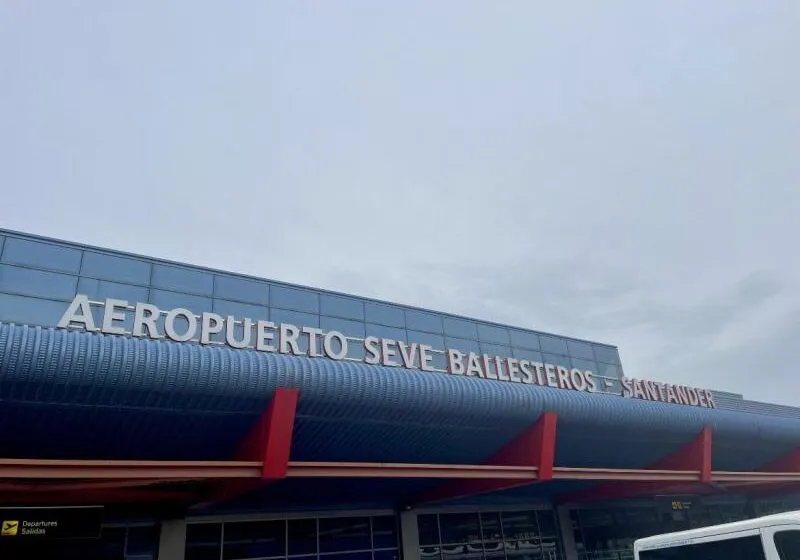 AEROPUERTO SEVE BALLESTEROS - SANTANDER
Departures
Salidas